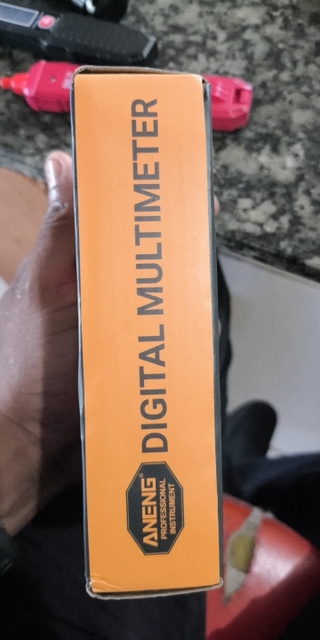 ANENG®
PROFESSIONAL
INSTRUMENT
DIGITAL MULTIMETER